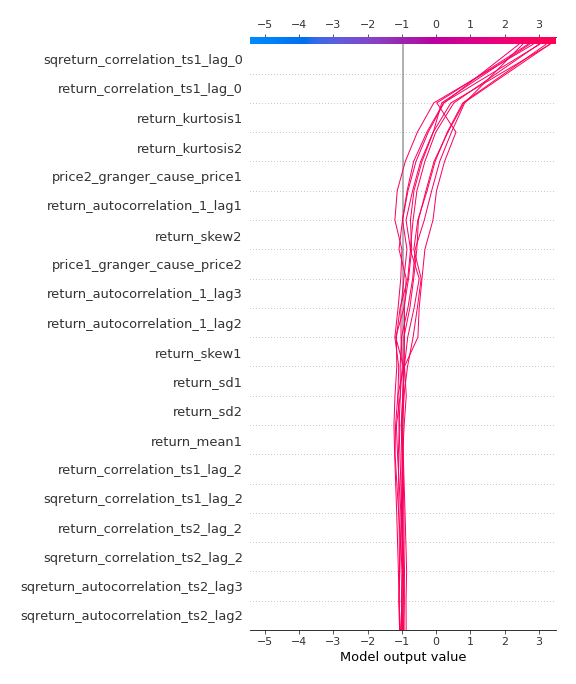 −5 −4 −3 −2 −1 0 1 2 3
sqreturn_correlation_ts1_lag_0
return_correlation_ts1_lag_0
return_kurtosis1
return_kurtosis2
price2_granger_cause_price1
return_autocorrelation_1_lag1
return_skew2
price1_granger_cause_price2
return_autocorrelation_1_lag3
return_autocorrelation_1_lag2
return_skew1
return_sd1
return_sd2
return_mean1
return_correlation_ts1_lag_2
sqreturn_correlation_ts1_lag_2
return_correlation_ts2_lag_2
sqreturn_correlation_ts2_lag_2
sqreturn_autocorrelation_ts2_lag3
sqreturn_autocorrelation_ts2_lag2
−5 −4 −3 −2 −1 0 1 2 3
Model output value